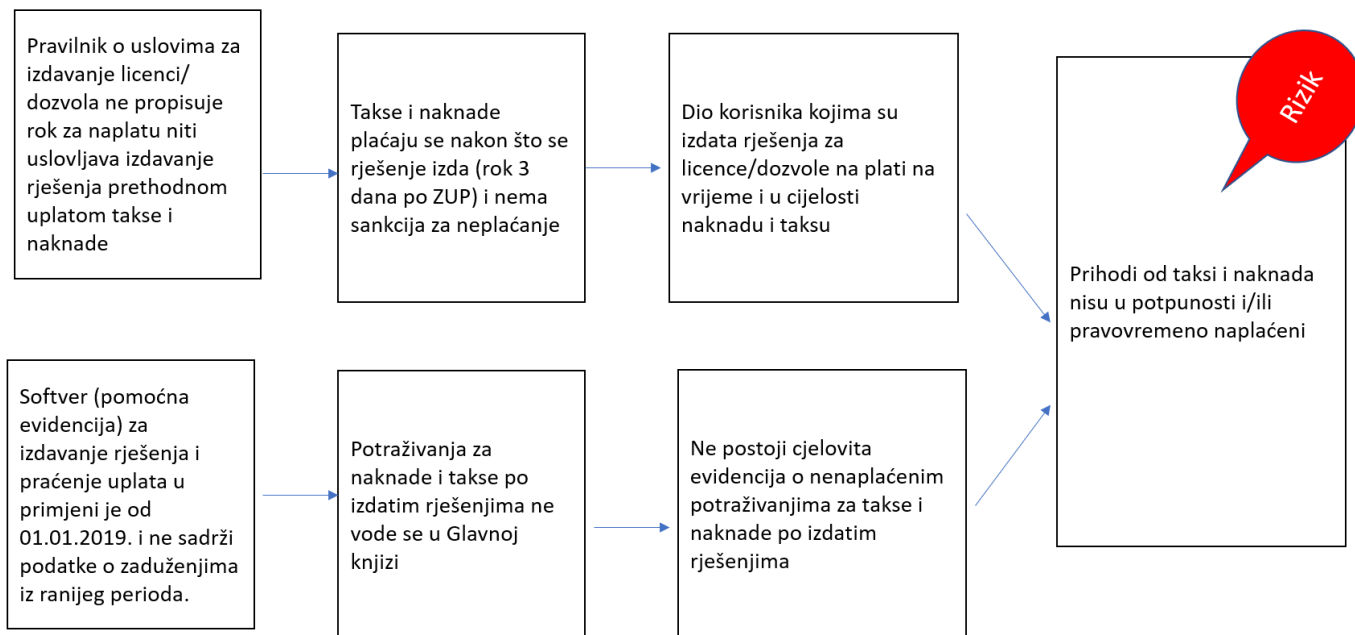 Pravilnik o uslovima za
izdavanje licenci/
dozvola ne propisuje
rok za naplatu niti
uslovljava izdavanje
rješenja prethodnom
uplatom takse i
naknade
Takse i naknade
plaćaju se nakon što se
rješenje izda (rok 3
dana po ZUP) i nema
sankcija za neplaćanje
Dio korisnika kojima su
izdata rješenja za
licence/dozvole na plati na
vrijeme i u cijelosti
naknadu i taksu
Rizik
Prihodi od taksi i naknada
nisu u potpunosti i/ili
pravovremeno naplaćeni
Softver (pomoćna
evidencija) za
izdavanje rješenja i
praćenje uplata u
primjeni je od
01.01.2019. i ne sadrži
podatke o zaduženjima
iz ranijeg perioda.
Potraživanja za
naknade i takse po
izdatim rješenjima ne
vode se u Glavnoj
knjizi
Ne postoji cjelovita
evidencija o nenaplaćenim
potraživanjima za takse i
naknade po izdatim
rješenjima